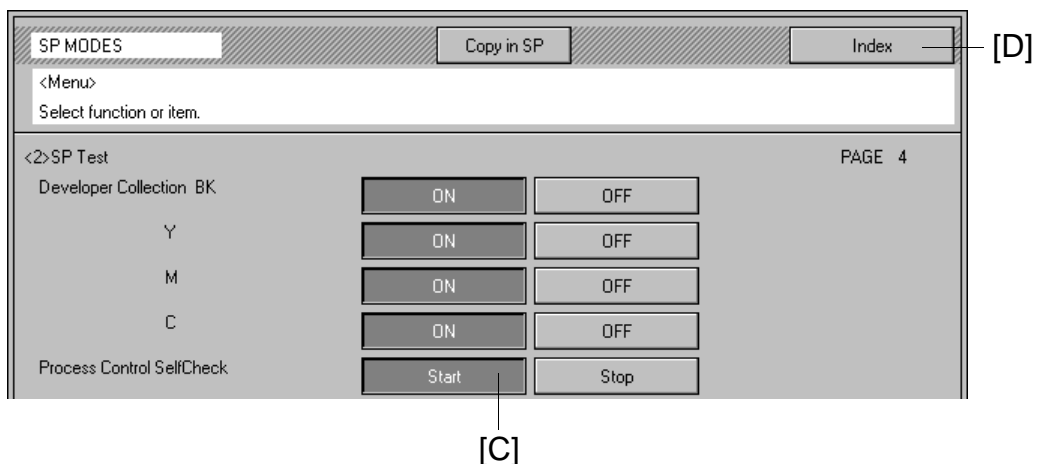 SP MODES Copy in SP Index [D]
<Menu>
Select function or item.
<2>SP Test PAGE 4
Developer Collection BK ON OFF
Y ON OFF
M ON OFF
C ON OFF
Process Control SelfCheck Start Stop
[C]